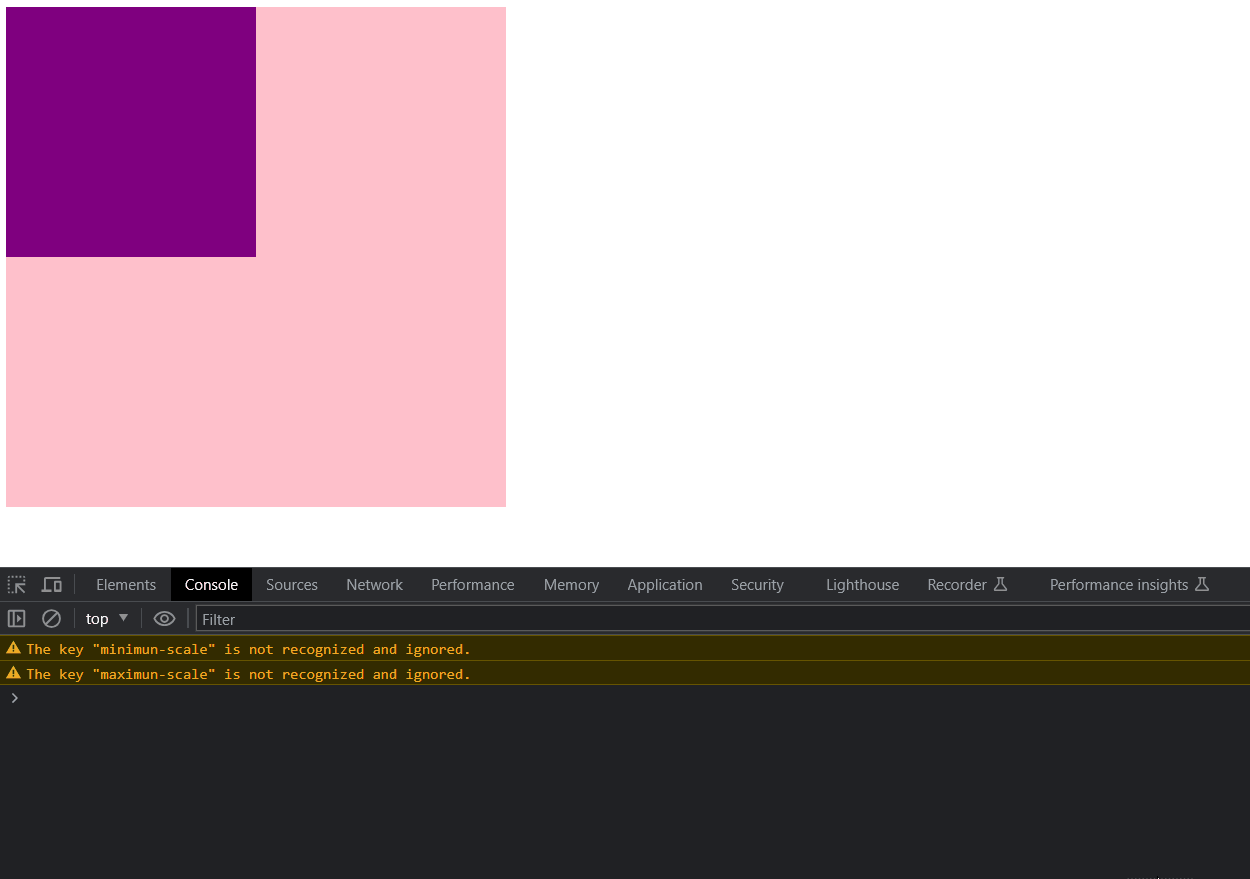 Elements Console Sources Network Performance Memory Application Security Lighthouse Recorder Performance insights
top Filter
The key "minimun-scale" is not recognized and ignored.
The key "maximun-scale" is not recognized and ignored.